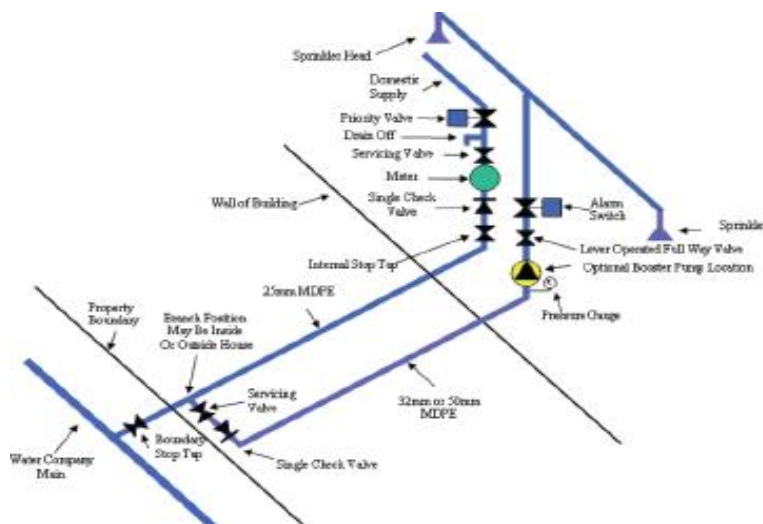 Sprinkler Head
Domestic
Supply
Priority Valve
Drain Off
Servicing Valve
Meter
Wall of Building
Single Check
Valve
Alarm
Switch
Sprinkle
Lever Operated Full Way Valve
Internal Stop Tap
Optional Booster Pump Location
25mm MDPE
Pressure Gauge
Property
Boundary
Branch Position
May Be Inside
Or Outside House
Servicing
Valve
32mm or 50mm
MDPE
Boundary
Stop Tap
Water Company
Main
Single Check Valve